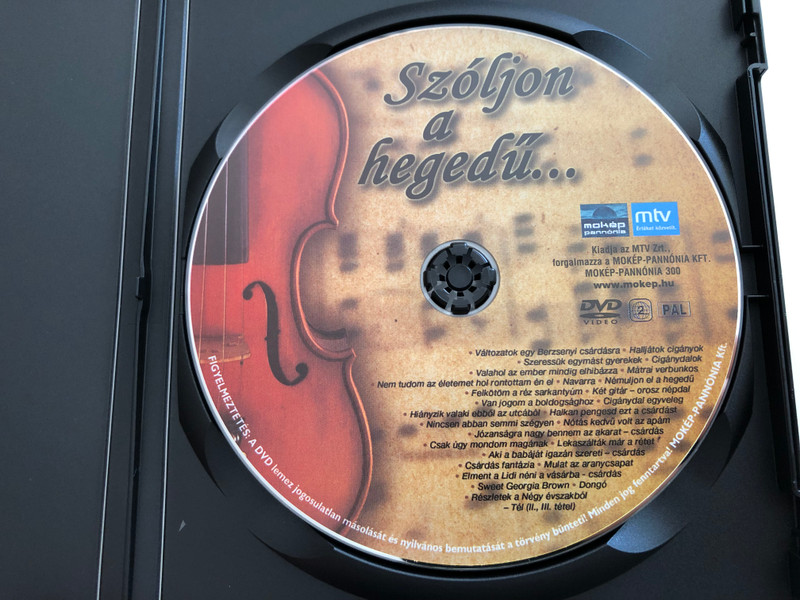 Szóljon
a
hegedű...
mokép
pannónia
mtv
Értéket közvetít.
Kiadja az MTV Zrt.,
forgalmazza a MOKÉP-PANNÓNIA KFT.
MOKÉP-PANNÓNIA 300
www.mokep.hu
DVD
VIDEO
2
PAL
• Változatok egy Berzsenyi csárdásra • Halljátok cigányok
• Szeressük egymást gyerekek • Cigánydalok
• Valahol az ember mindig elhibázza • Mátrai verbunkos
• Nem tudom az életemet hol rontottam én el • Navarra • Némuljon el a hegedű
• Felkötöm a réz sarkantyúm • Két gitár – orosz népdal
• Van jogom a boldogsághoz • Cigánydal egyveleg
• Hiányzik valaki ebből az utcából • Halkan pengesd ezt a csárdást
• Nincsen abban semmi szégyen • Nótás kedvű volt az apám
• Józanságra nagy bennem az akarat – csárdás
• Csak úgy mondom magának • Lekaszálták már a rétet
• Aki a babáját igazán szereti – csárdás
• Csárdás fantázia • Mulat az aranycsapat
• Elment a Lidi néni a vásárba - csárdás
• Sweet Georgia Brown • Dongó
• Részletek a Négy évszakból
– Tél (II., III. tétel)
FIGYELMEZTETÉS: A DVD lemez jogosulatlan másolását és nyilvános bemutatását a törvény bünteti! Minden jog fenntartva! MOKÉP-PANNÓNIA Kft.